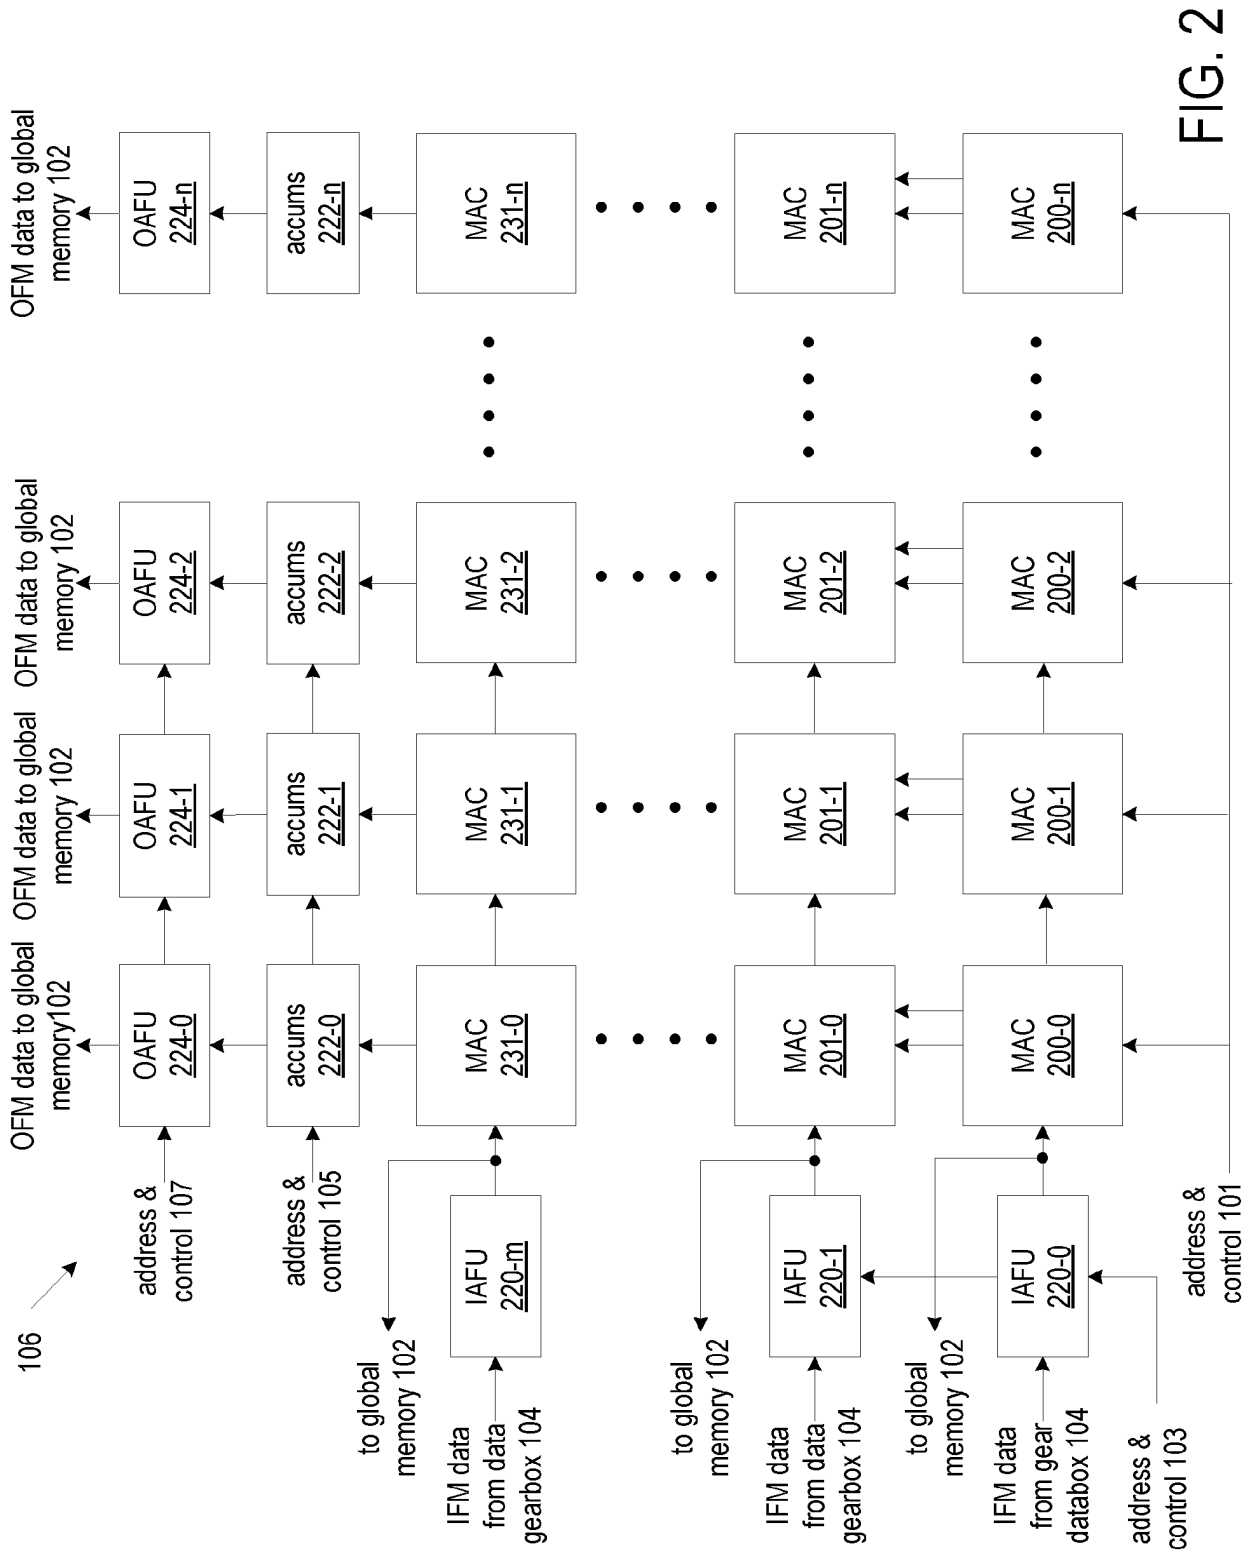 106
OFM data to global
memory102
OFM data to global
memory 102
OFM data to global
memory 102
OFM data to global
memory 102
address &
control 107
OAFU
224-0
OAFU
224-1
OAFU
224-2
OAFU
224-n
address &
control 105
accums
222-0
accums
222-1
accums
222-2
accums
222-n
to global
memory 102
IFM data
from data
gearbox 104
IAFU
220-m
MAC
231-0
MAC
231-1
MAC
231-2
MAC
231-n
to global
memory 102
IFM data
from data
gearbox 104
IAFU
220-1
MAC
201-0
MAC
201-1
MAC
201-2
MAC
201-n
to global
memory 102
IFM data
from gear
databox 104
IAFU
220-0
MAC
200-0
MAC
200-1
MAC
200-2
MAC
200-n
address &
control 103
address &
control 101
FIG. 2